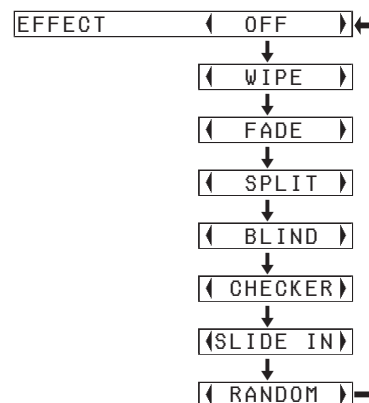 EFFECT OFF
WIPE
FADE
SPLIT
BLIND
CHECKER
SLIDE IN
RANDOM